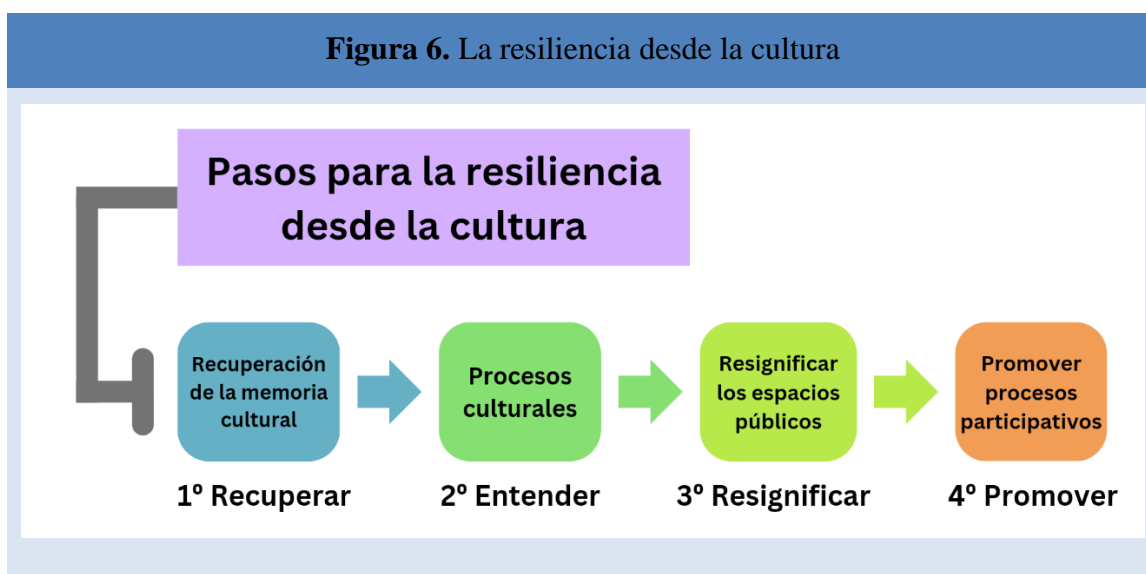 Figura 6. La resiliencia desde la cultura
Pasos para la resiliencia
desde la cultura
Recuperación
de la memoria
cultural
Procesos
culturales
Resignificar
los espacios
públicos
Promover
procesos
participativos
1º Recuperar
2º Entender
3º Resignificar
4º Promover